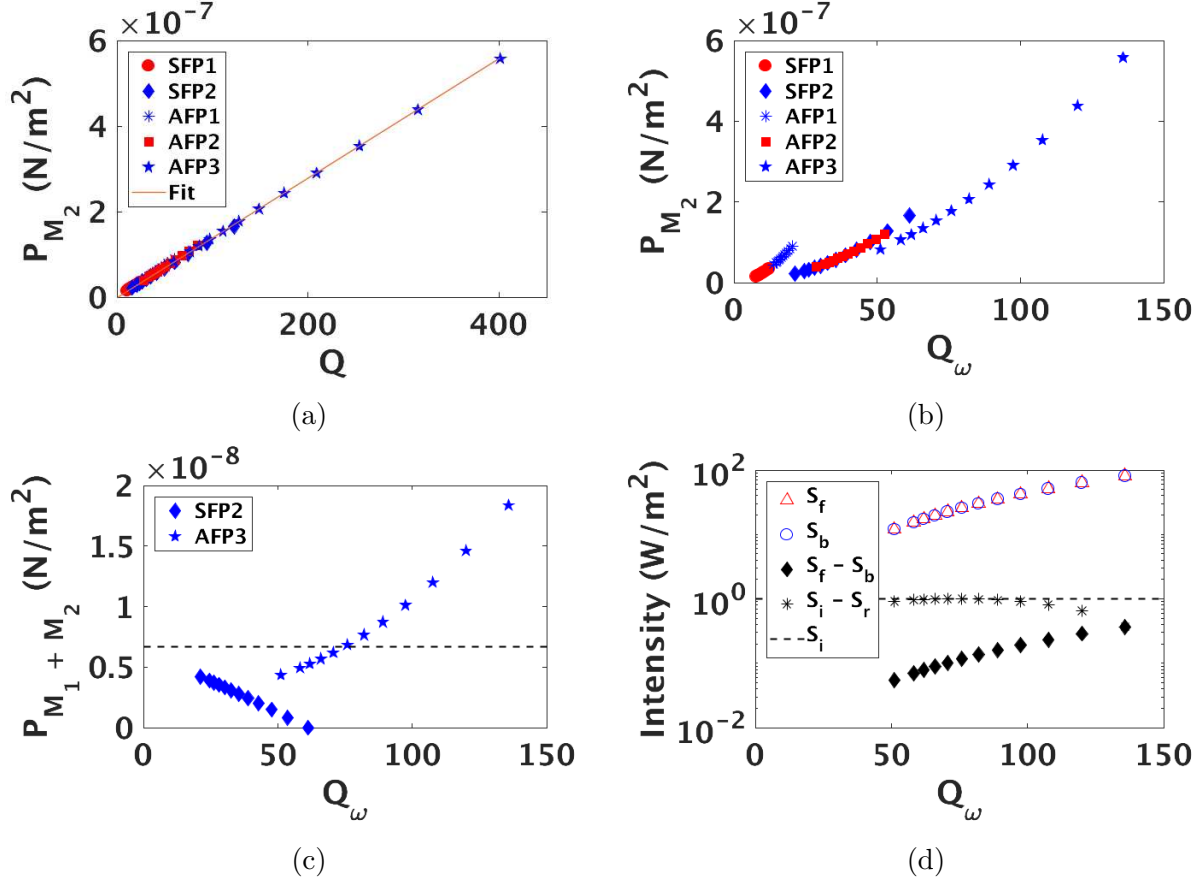 ×10⁻⁷
6
4
2
0
P_M₂ (N/m²)
SFP1
SFP2
AFP1
AFP2
AFP3
Fit
0 200 400
Q
(a)
×10⁻⁷
6
4
2
0
P_M₂ (N/m²)
SFP1
SFP2
AFP1
AFP2
AFP3
0 50 100 150
Q_ω
(b)
×10⁻⁸
2
1.5
1
0.5
0
P_M₁ + M₂ (N/m²)
SFP2
AFP3
0 50 100 150
Q_ω
(c)
10²
10⁰
10⁻²
Intensity (W/m²)
S_f
S_b
S_f − S_b
S_i − S_r
S_i
0 50 100 150
Q_ω
(d)